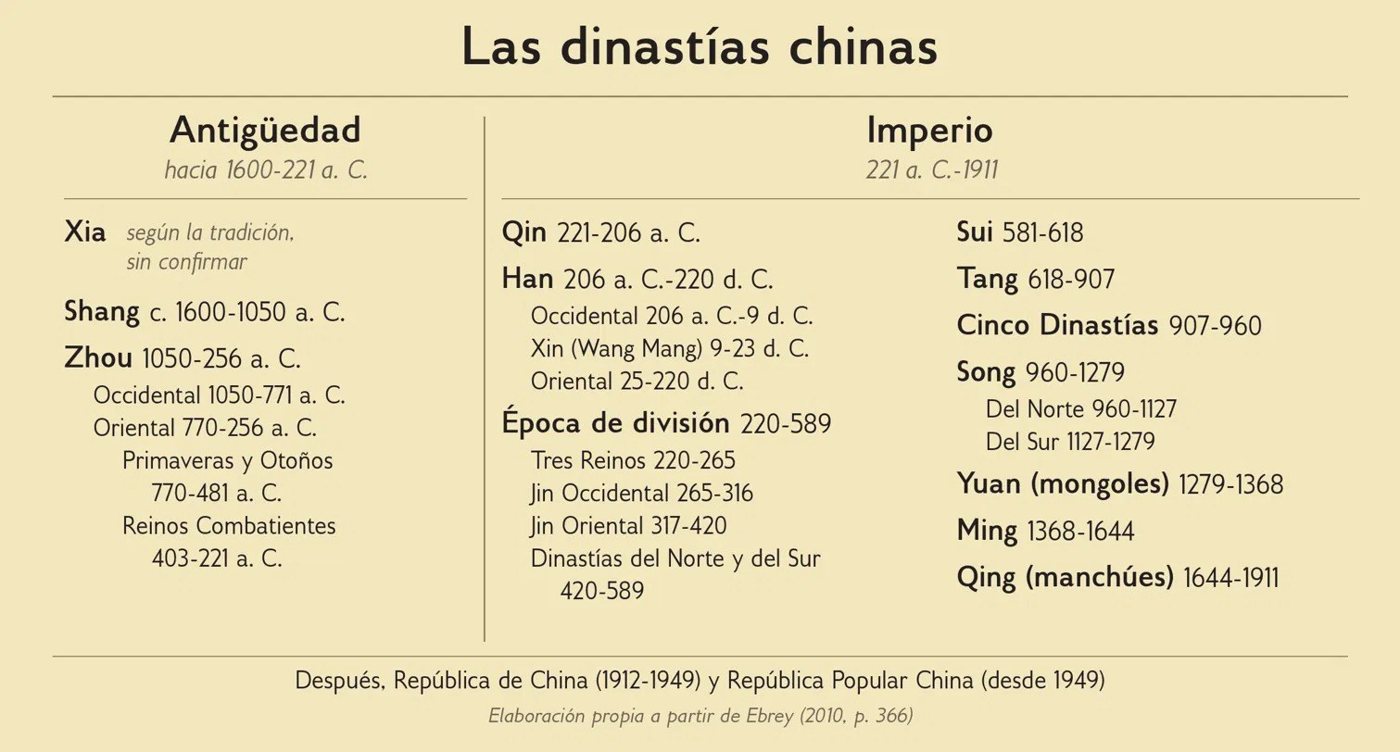 Las dinastías chinas
Antigüedad
hacia 1600-221 a. C.
Xia según la tradición,
sin confirmar
Shang c. 1600-1050 a. C.
Zhou 1050-256 a. C.
Occidental 1050-771 a. C.
Oriental 770-256 a. C.
Primaveras y Otoños
770-481 a. C.
Reinos Combatientes
403-221 a. C.
Imperio
221 a. C.-1911
Qin 221-206 a. C.
Han 206 a. C.-220 d. C.
Occidental 206 a. C.-9 d. C.
Xin (Wang Mang) 9-23 d. C.
Oriental 25-220 d. C.
Época de división 220-589
Tres Reinos 220-265
Jin Occidental 265-316
Jin Oriental 317-420
Dinastías del Norte y del Sur
420-589
Sui 581-618
Tang 618-907
Cinco Dinastías 907-960
Song 960-1279
Del Norte 960-1127
Del Sur 1127-1279
Yuan (mongoles) 1279-1368
Ming 1368-1644
Qing (manchúes) 1644-1911
Después, República de China (1912-1949) y República Popular China (desde 1949)
Elaboración propia a partir de Ebrey (2010, p. 366)